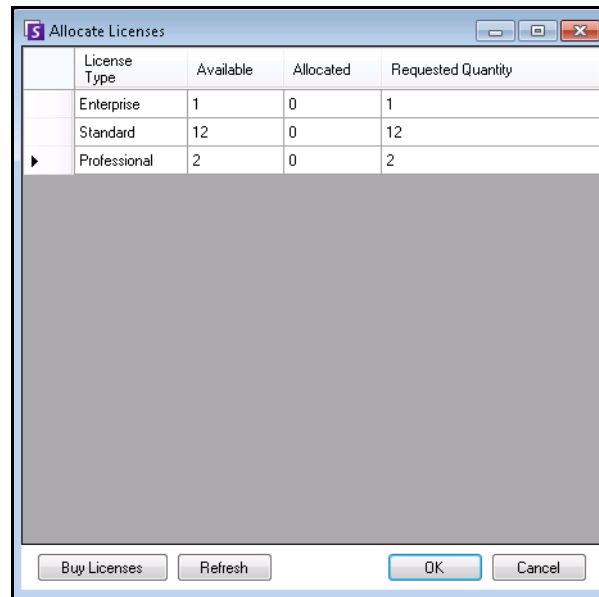 S Allocate Licenses
License Type Available Allocated Requested Quantity
Enterprise 1 0 1
Standard 12 0 12
Professional 2 0 2
Buy Licenses Refresh OK Cancel